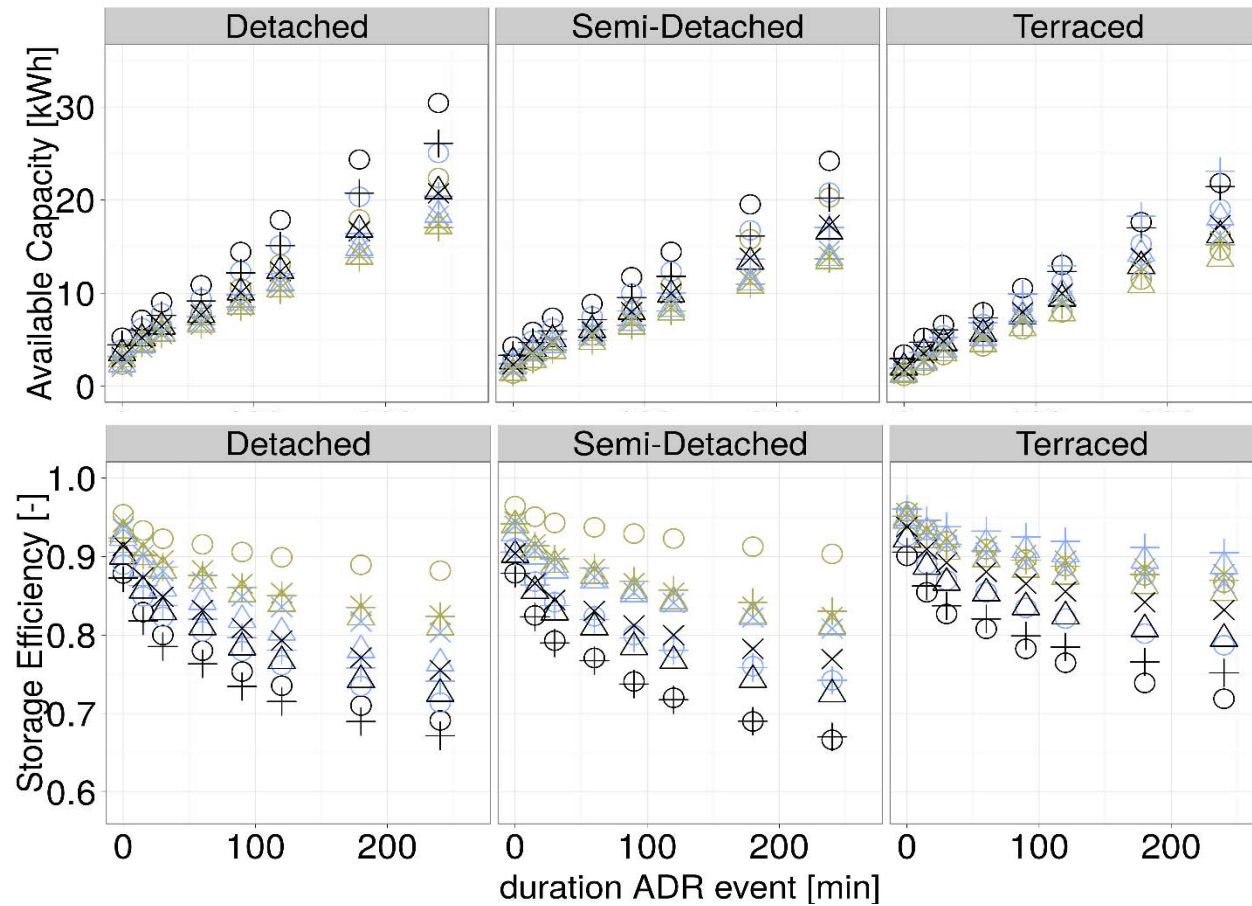 Detached Semi-Detached Terraced
Available Capacity [kWh]
30
20
10
0
Detached Semi-Detached Terraced
Storage Efficiency [-]
1.0
0.9
0.8
0.7
0.6
0 100 200 0 100 200 0 100 200
duration ADR event [min]